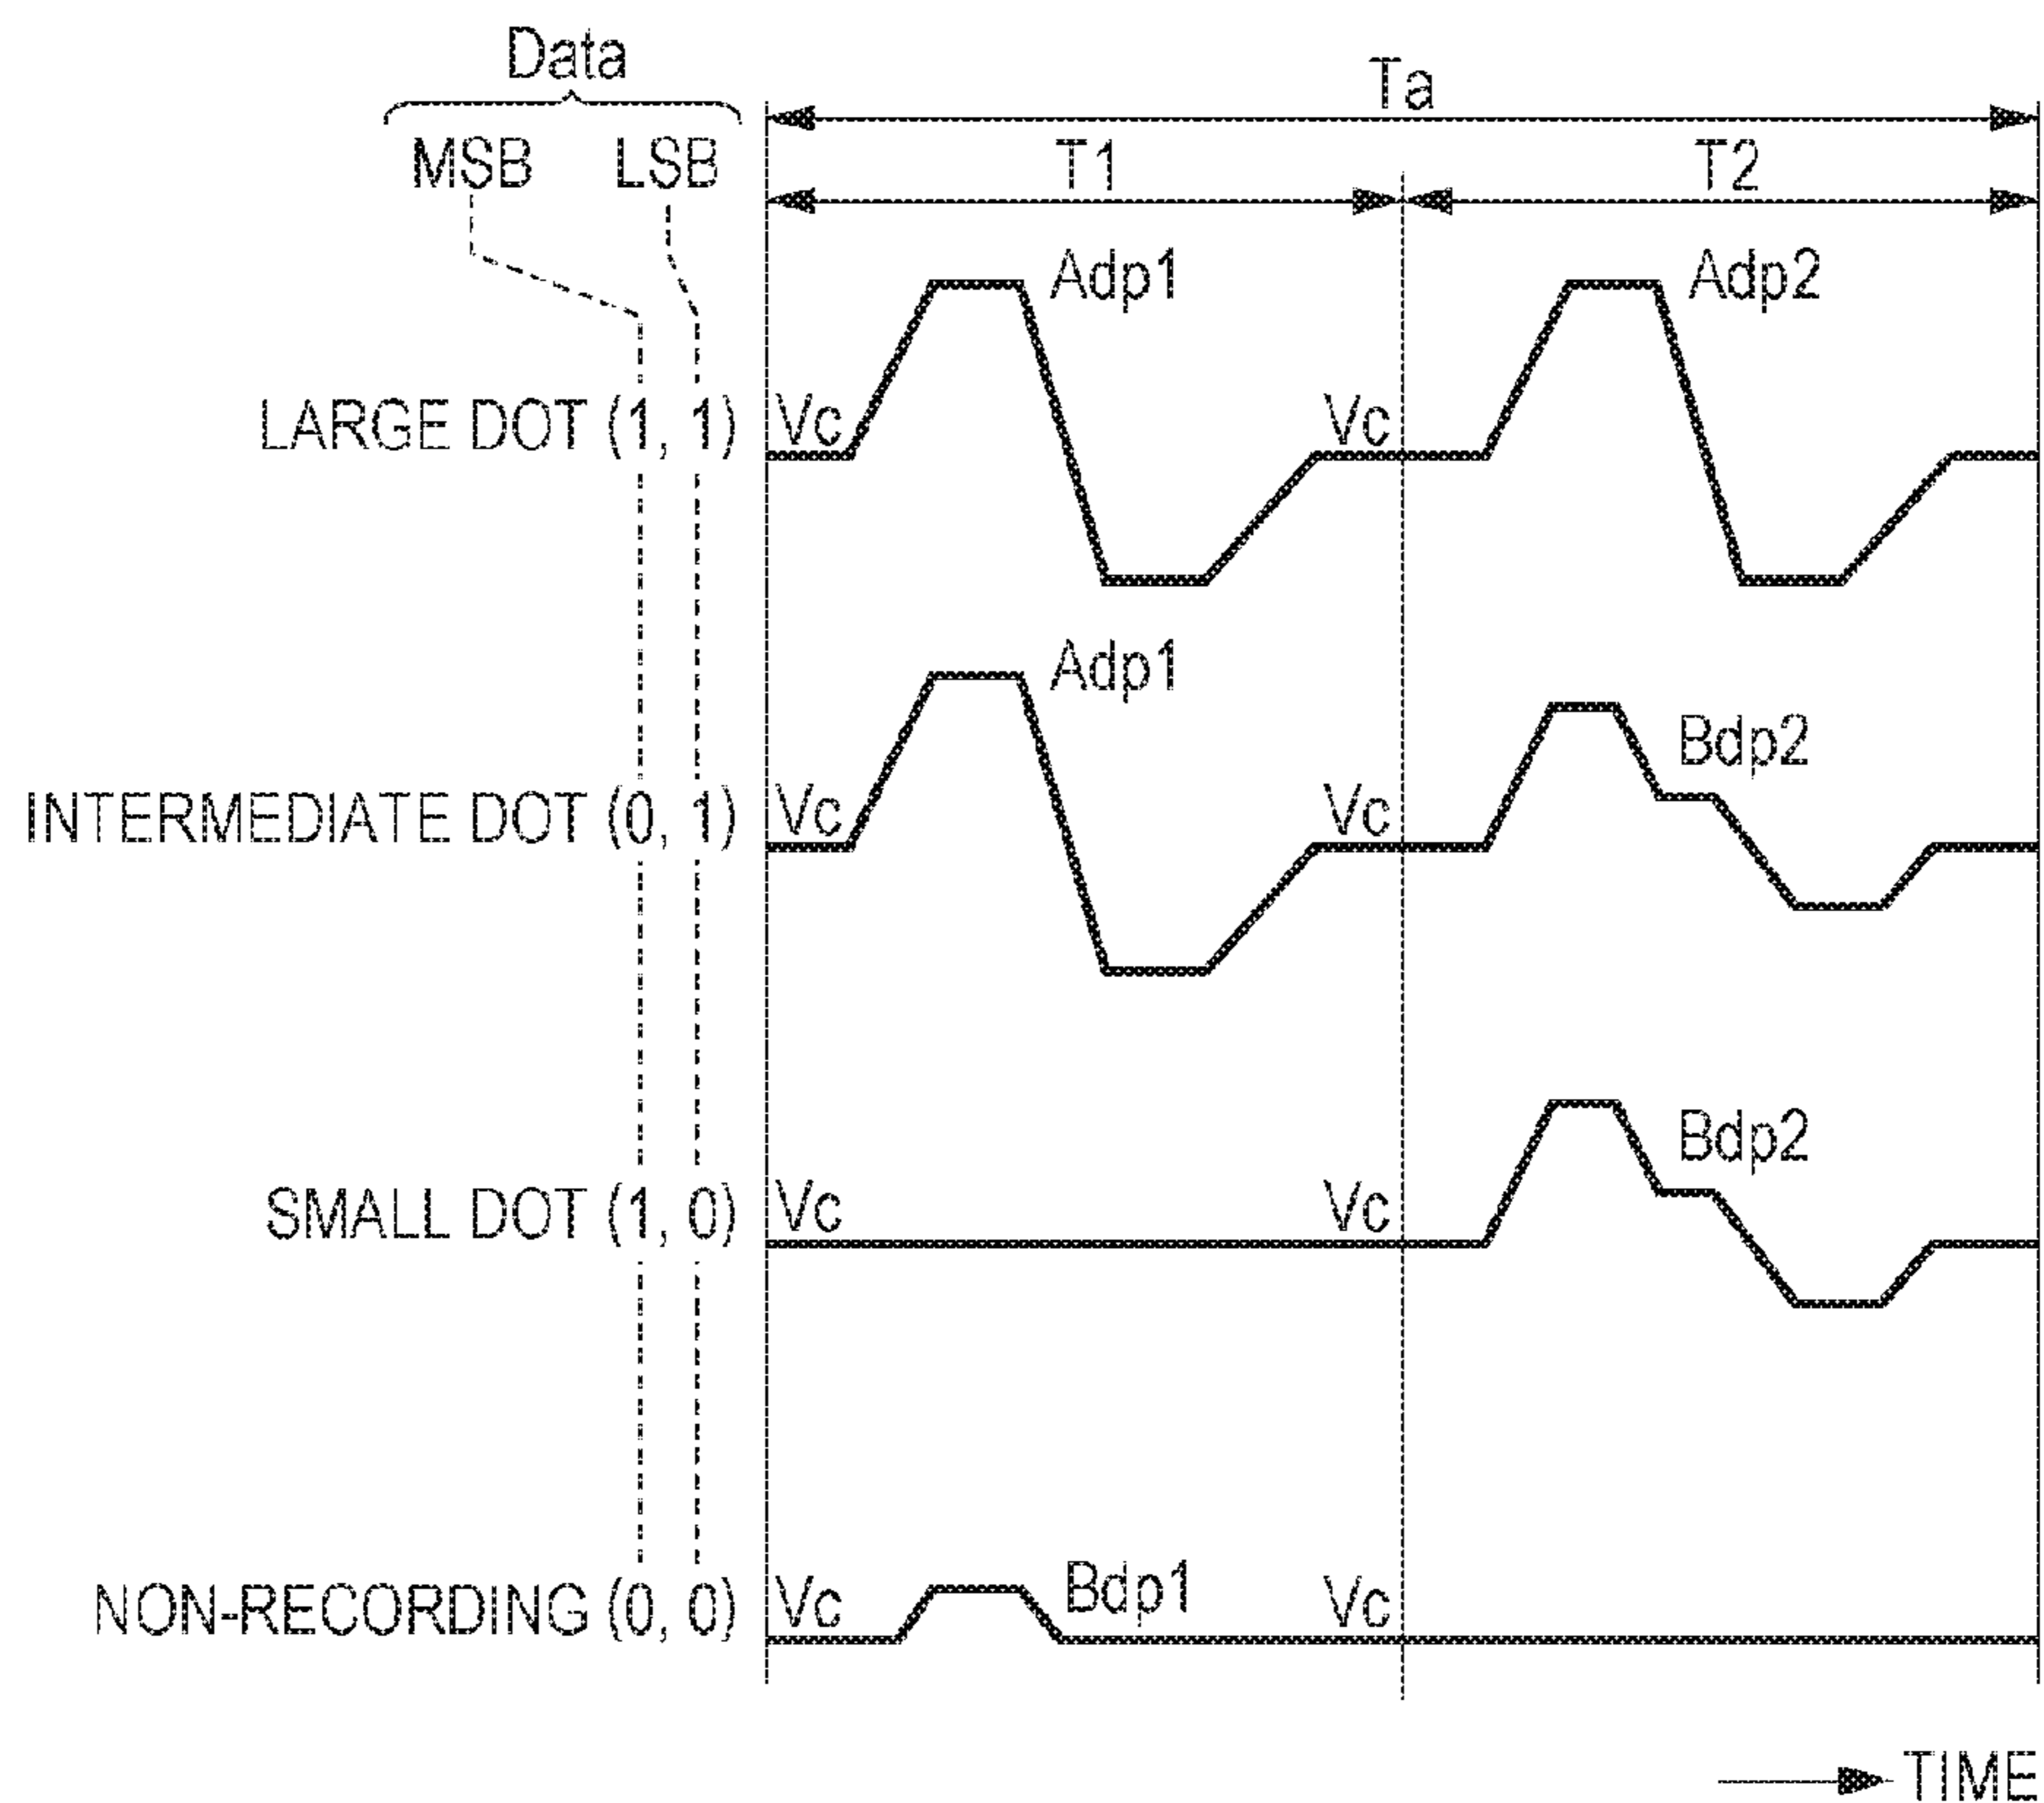 Data
Ta
MSB LSB
T1 T2
Adp1 Adp2
LARGE DOT (1, 1) Vc Vc
Adp1
Bdp2
INTERMEDIATE DOT (0, 1) Vc Vc
Bdp2
SMALL DOT (1, 0) Vc Vc
Bdp1
NON-RECORDING (0, 0) Vc Vc
TIME